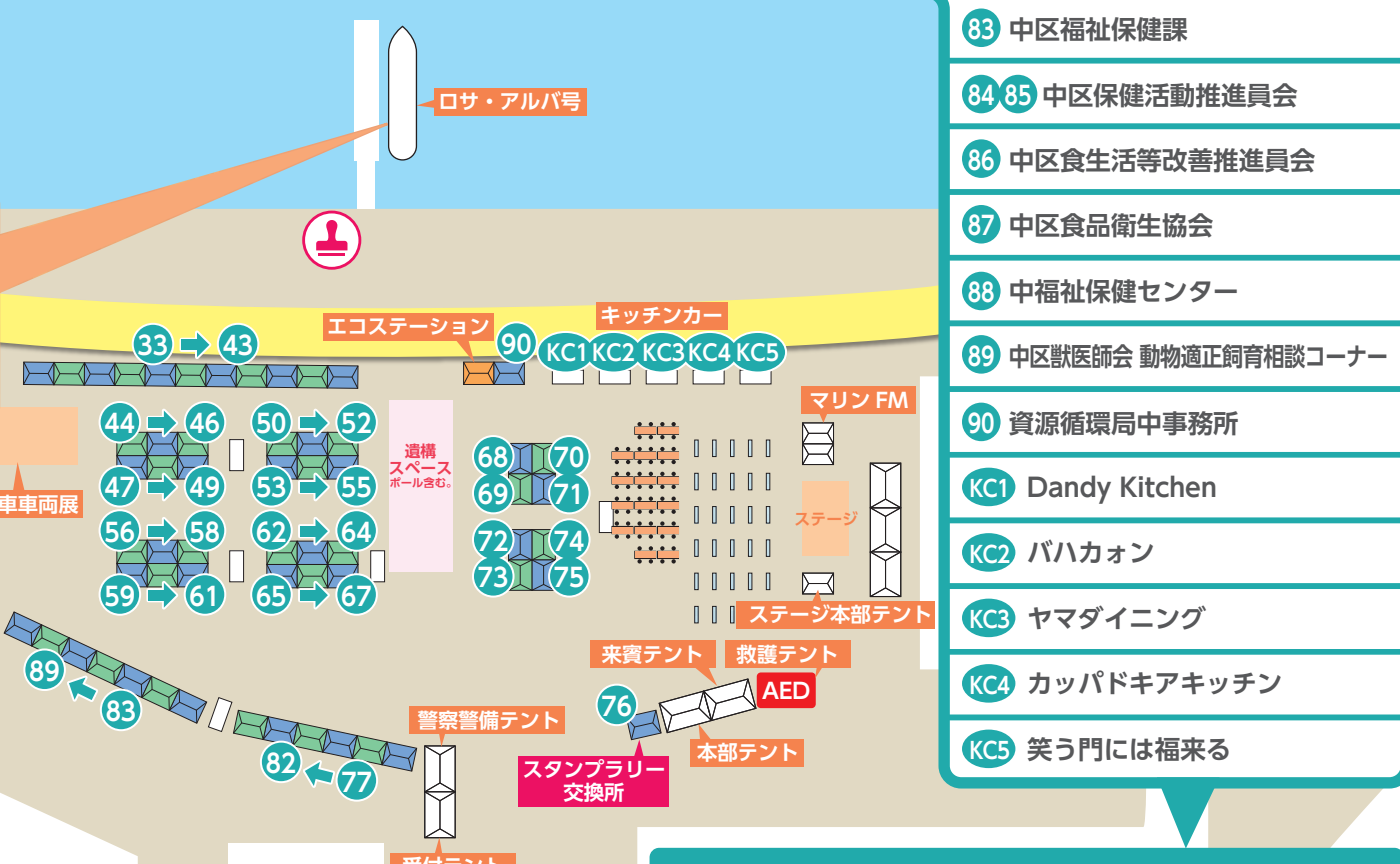 ロサ・アルバ号
エコステーション
キッチンカー
33 → 43
90
KC1 KC2 KC3 KC4 KC5
マリン FM
44 → 46
50 → 52
47 → 49
53 → 55
遺構
スペース
ポール含む。
68 70
69 71
ステージ
車車両展
56 → 58
62 → 64
72 74
73 75
59 → 61
65 → 67
ステージ本部テント
来賓テント
救護テント
AED
76
本部テント
スタンプラリー
交換所
89 ← 83
警察警備テント
82 ← 77
受付テント
83 中区福祉保健課
84 85 中区保健活動推進員会
86 中区食生活等改善推進員会
87 中区食品衛生協会
88 中福祉保健センター
89 中区獣医師会 動物適正飼育相談コーナー
90 資源循環局中事務所
KC1 Dandy Kitchen
KC2 バハカォン
KC3 ヤマダイニング
KC4 カッパドキアキッチン
KC5 笑う門には福来る